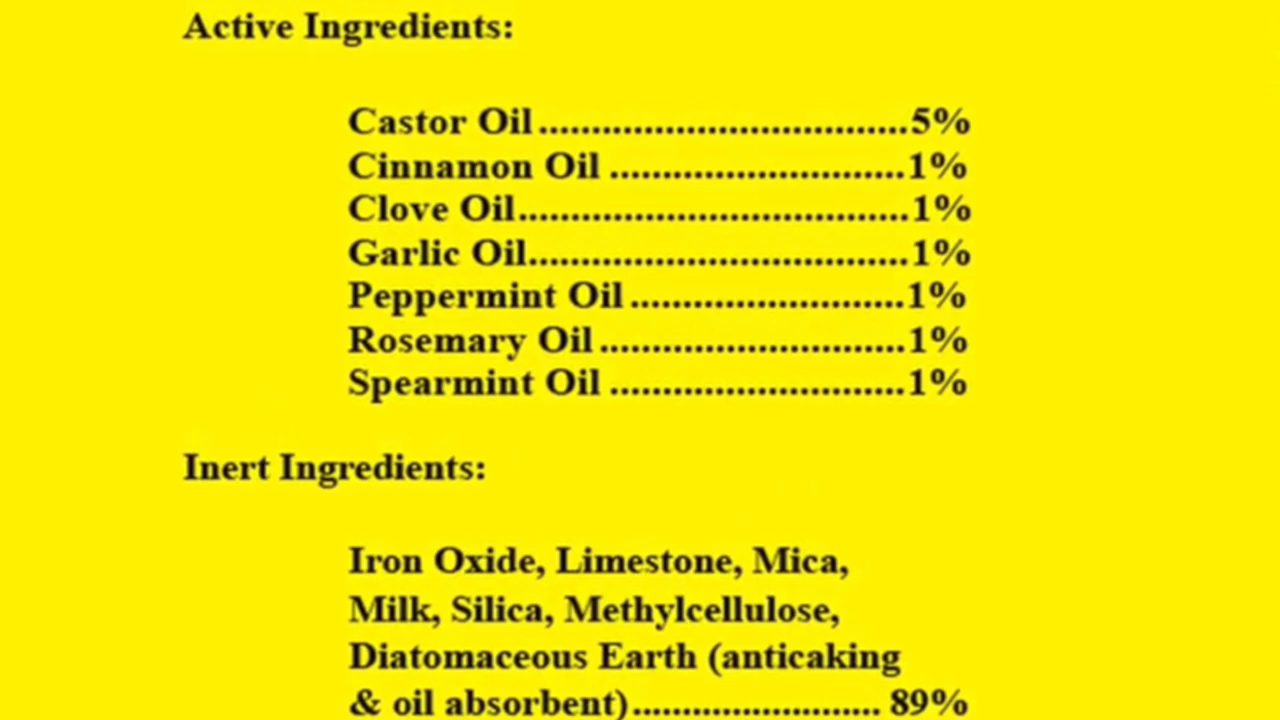 Active Ingredients:
Castor Oil...................................5%
Cinnamon Oil ............................1%
Clove Oil.....................................1%
Garlic Oil....................................1%
Peppermint Oil..........................1%
Rosemary Oil.............................1%
Spearmint Oil ............................1%
Inert Ingredients:
Iron Oxide, Limestone, Mica,
Milk, Silica, Methylcellulose,
Diatomaceous Earth (anticaking
& oil absorbent)........................ 89%